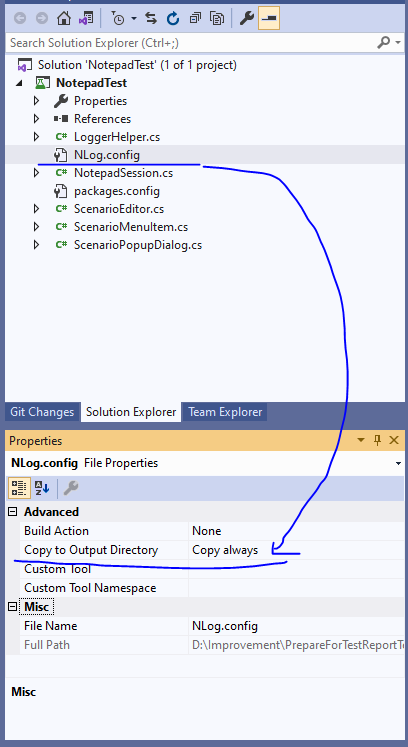 Search Solution Explorer (Ctrl+;)
Solution 'NotepadTest' (1 of 1 project)
NotepadTest
Properties
References
C# LoggerHelper.cs
NLog.config
C# NotepadSession.cs
packages.config
C# ScenarioEditor.cs
C# ScenarioMenuItem.cs
C# ScenarioPopupDialog.cs
Git Changes Solution Explorer Team Explorer
Properties
NLog.config File Properties
Advanced
Build Action None
Copy to Output Directory Copy always
Custom Tool
Custom Tool Namespace
Misc
File Name NLog.config
Full Path D:\Improvement\PrepareForTestReportTo
Misc